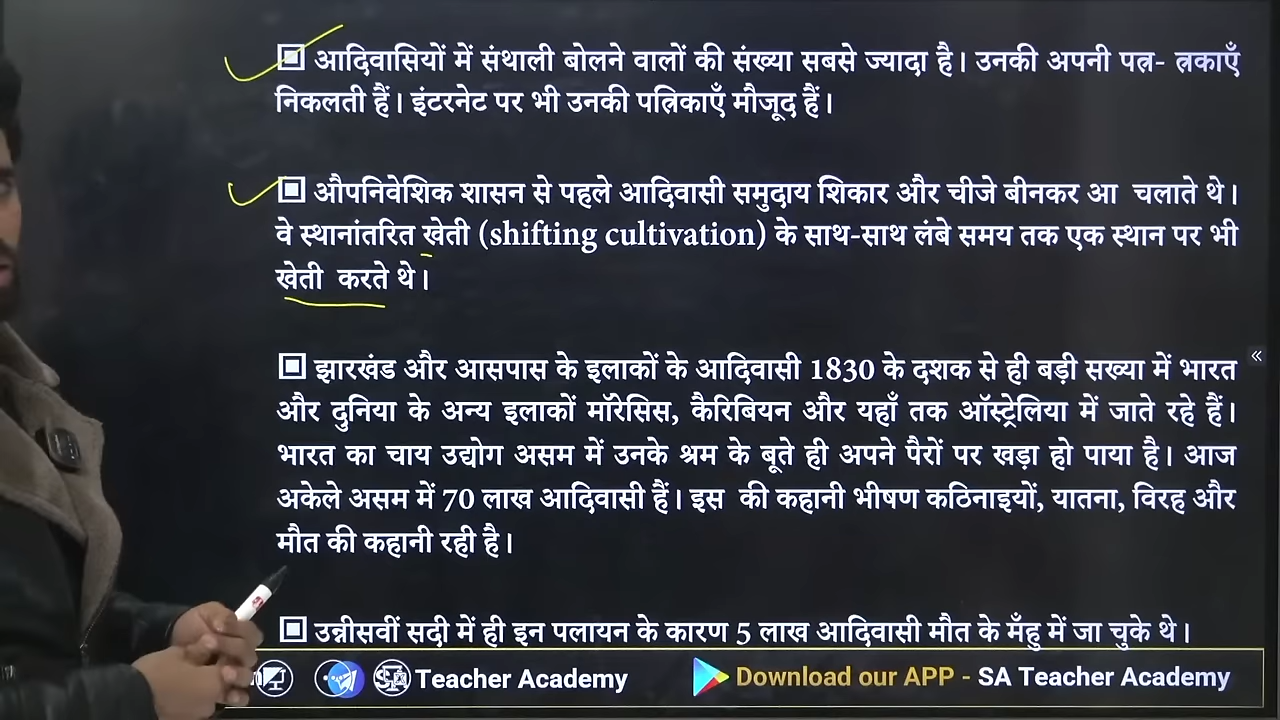 आदिवासियों में संथाली बोलने वालों की संख्या सबसे ज्यादा है। उनकी अपनी पत्न- त्नकाएँ
निकलती हैं। इंटरनेट पर भी उनकी पत्निकाएँ मौजूद हैं।
औपनिवेशिक शासन से पहले आदिवासी समुदाय शिकार और चीजे बीनकर आ चलाते थे।
वे स्थानांतरित खेती (shifting cultivation) के साथ-साथ लंबे समय तक एक स्थान पर भी
खेती करते थे।
झारखंड और आसपास के इलाकों के आदिवासी 1830 के दशक से ही बड़ी सख्या में भारत
और दुनिया के अन्य इलाकों मॉरेसिस, कैरिबियन और यहाँ तक ऑस्ट्रेलिया में जाते रहे हैं।
भारत का चाय उद्योग असम में उनके श्रम के बूते ही अपने पैरों पर खड़ा हो पाया है। आज
अकेले असम में 70 लाख आदिवासी हैं। इस की कहानी भीषण कठिनाइयों, यातना, विरह और
मौत की कहानी रही है।
उन्नीसवीं सदी में ही इन पलायन के कारण 5 लाख आदिवासी मौत के मँहु में जा चुके थे।
Teacher Academy Download our APP - SA Teacher Academy